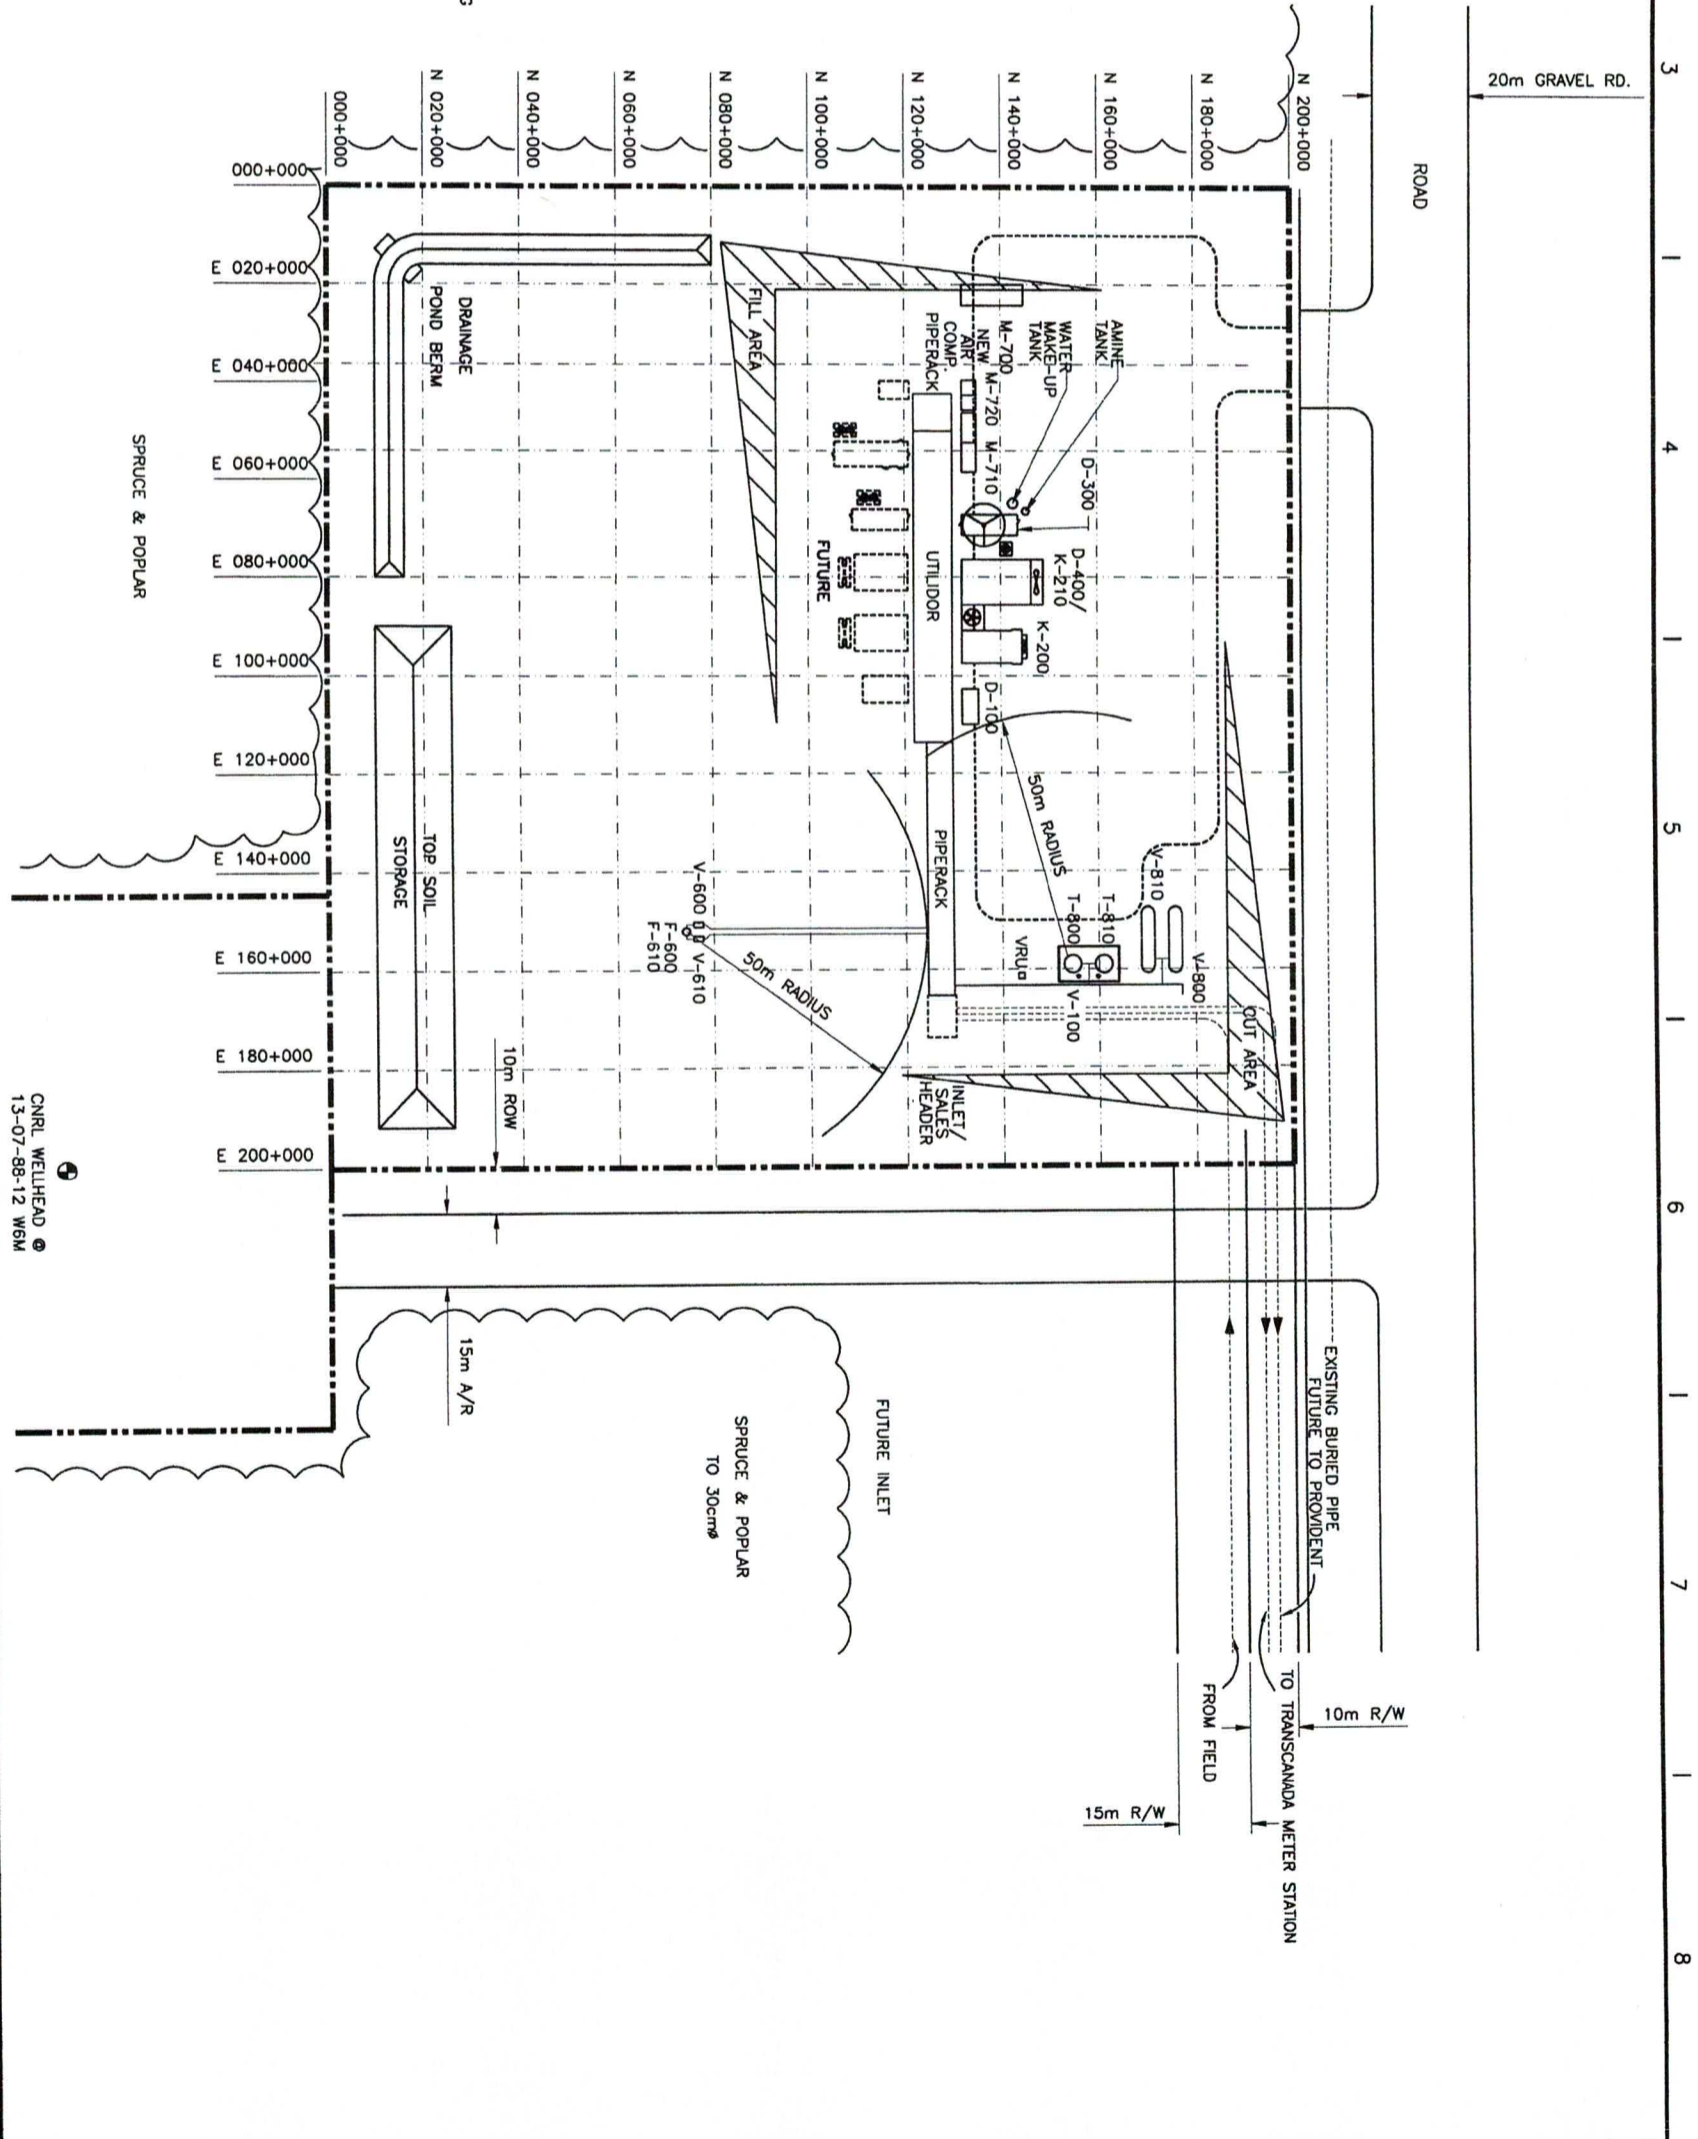 3
4
5
6
7
8
20m GRAVEL RD.
ROAD
N 200+000
N 180+000
N 160+000
N 140+000
N 120+000
N 100+000
N 080+000
N 060+000
N 040+000
N 020+000
000+000
000+000
E 020+000
E 040+000
E 060+000
E 080+000
E 100+000
E 120+000
E 140+000
E 160+000
E 180+000
E 200+000
AMINE
TANK
WATER
MAKE-UP
TANK
M-700
NEW M-720 M-710
AIR
COMP.
PIPERACK
D-300
D-400/
K-210
K-200
D-100
UTILIDOR
FUTURE
FILL AREA
DRAINAGE
POND BERM
SPRUCE & POPLAR
50m RADIUS
PIPERACK
V-810
T-810
T-800
VRU
V-800
V-100
CUT AREA
V-600
V-610
F-600
F-610
50m RADIUS
INLET/
SALES
HEADER
TOP SOIL
STORAGE
10m ROW
15m A/R
CNRL WELLHEAD @
13-07-88-12 W6M
EXISTING BURIED PIPE
FUTURE TO PROVIDENT
FUTURE INLET
SPRUCE & POPLAR
TO 30cmø
TO TRANSCANADA METER STATION
FROM FIELD
10m R/W
15m R/W